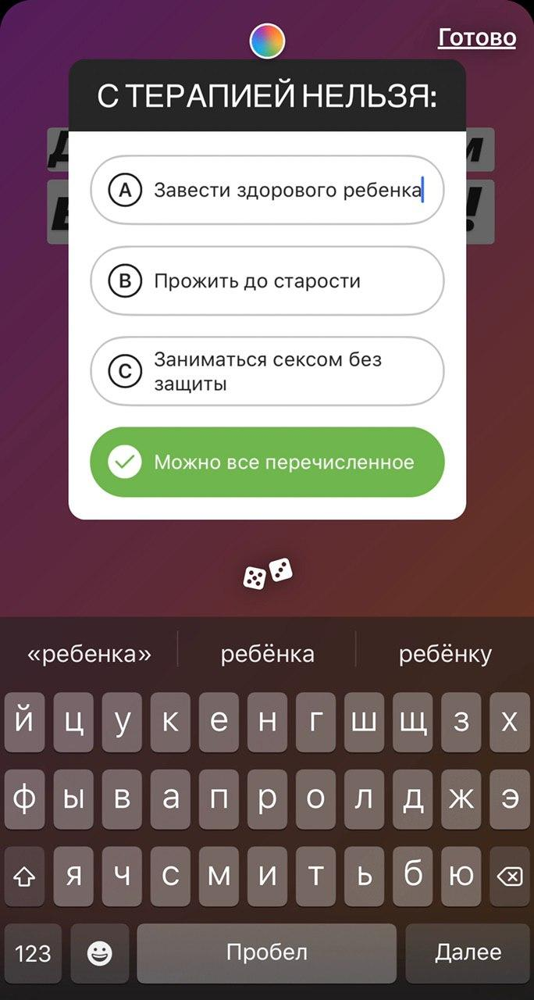 Готово
С ТЕРАПИЕЙ НЕЛЬЗЯ:
A Завести здорового ребенка
B Прожить до старости
C Заниматься сексом без
защиты
Можно все перечисленное
«ребенка» ребёнка ребёнку
й ц у к е н г ш щ з х
ф ы в а п р о л д ж э
я ч с м и т ь б ю
123 Пробел Далее